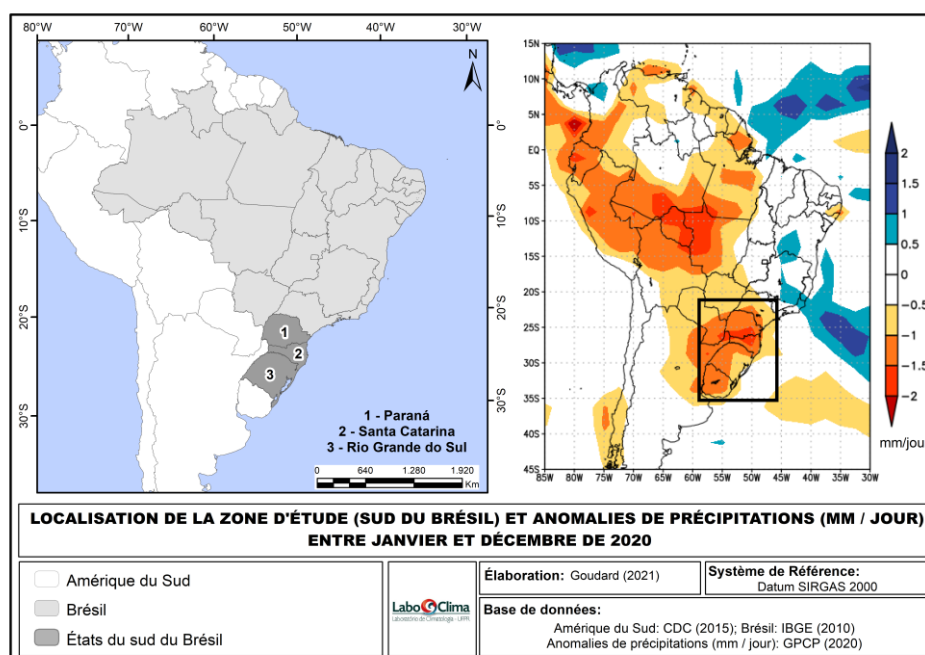 80°W 70°W 60°W 50°W 40°W 30°W
0°
10°S
20°S
30°S
0°
10°S
20°S
30°S
N
1
2
3
1 - Paraná
2 - Santa Catarina
3 - Rio Grande do Sul
0 640 1.280 1.920
Km
15N
10N
5N
EQ
5S
10S
15S
20S
25S
30S
35S
40S
45S
85W 80W 75W 70W 65W 60W 55W 50W 45W 40W 35W 30W
2
1.5
1
0.5
0
−0.5
−1
−1.5
−2
mm/jour
LOCALISATION DE LA ZONE D'ÉTUDE (SUD DU BRÉSIL) ET ANOMALIES DE PRÉCIPITATIONS (MM / JOUR)
ENTRE JANVIER ET DÉCEMBRE DE 2020
Amérique du Sud
Brésil
États du sud du Brésil
LaboClima
Laboratório de Climatologia - UFPR
Élaboration: Goudard (2021)
Système de Référence:
Datum SIRGAS 2000
Base de données:
Amérique du Sud: CDC (2015); Brésil: IBGE (2010)
Anomalies de précipitations (mm / jour): GPCP (2020)